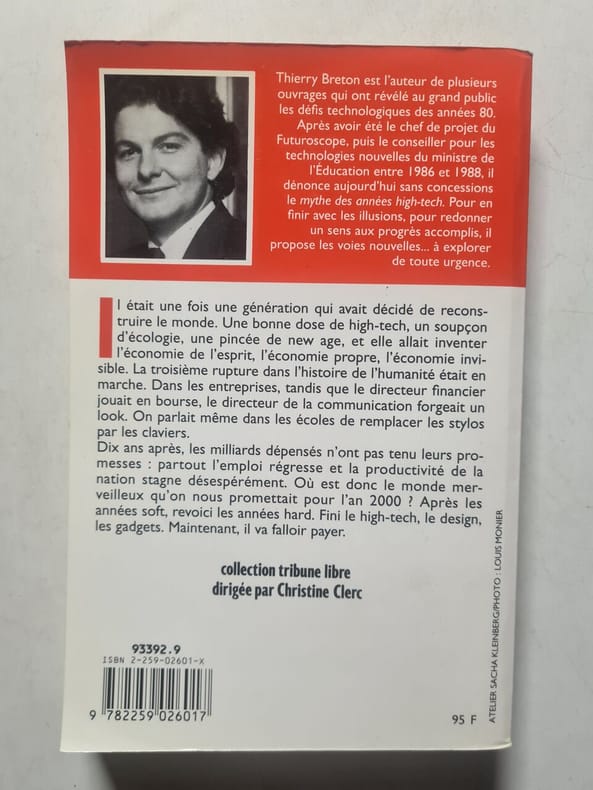 Thierry Breton est l'auteur de plusieurs
ouvrages qui ont révélé au grand public
les défis technologiques des années 80.
Après avoir été le chef de projet du
Futuroscope, puis le conseiller pour les
technologies nouvelles du ministre de
l'Éducation entre 1986 et 1988, il
dénonce aujourd'hui sans concessions
le mythe des années high-tech. Pour en
finir avec les illusions, pour redonner
un sens aux progrès accomplis, il
propose les voies nouvelles... à explorer
de toute urgence.
Il était une fois une génération qui avait décidé de recons-
truire le monde. Une bonne dose de high-tech, un soupçon
d'écologie, une pincée de new age, et elle allait inventer
l'économie de l'esprit, l'économie propre, l'économie invi-
sible. La troisième rupture dans l'histoire de l'humanité était en
marche. Dans les entreprises, tandis que le directeur financier
jouait en bourse, le directeur de la communication forgeait un
look. On parlait même dans les écoles de remplacer les stylos
par les claviers.
Dix ans après, les milliards dépensés n'ont pas tenu leurs pro-
messes : partout l'emploi régresse et la productivité de la
nation stagne désespérément. Où est donc le monde mer-
veilleux qu'on nous promettait pour l'an 2000 ? Après les
années soft, revoici les années hard. Fini le high-tech, le design,
les gadgets. Maintenant, il va falloir payer.
collection tribune libre
dirigée par Christine Clerc
ATELIER SACHA KLEINBERG/PHOTO : LOUIS MONIER
93392.9
ISBN 2-259-02601-X
9 782259 026017
95 F